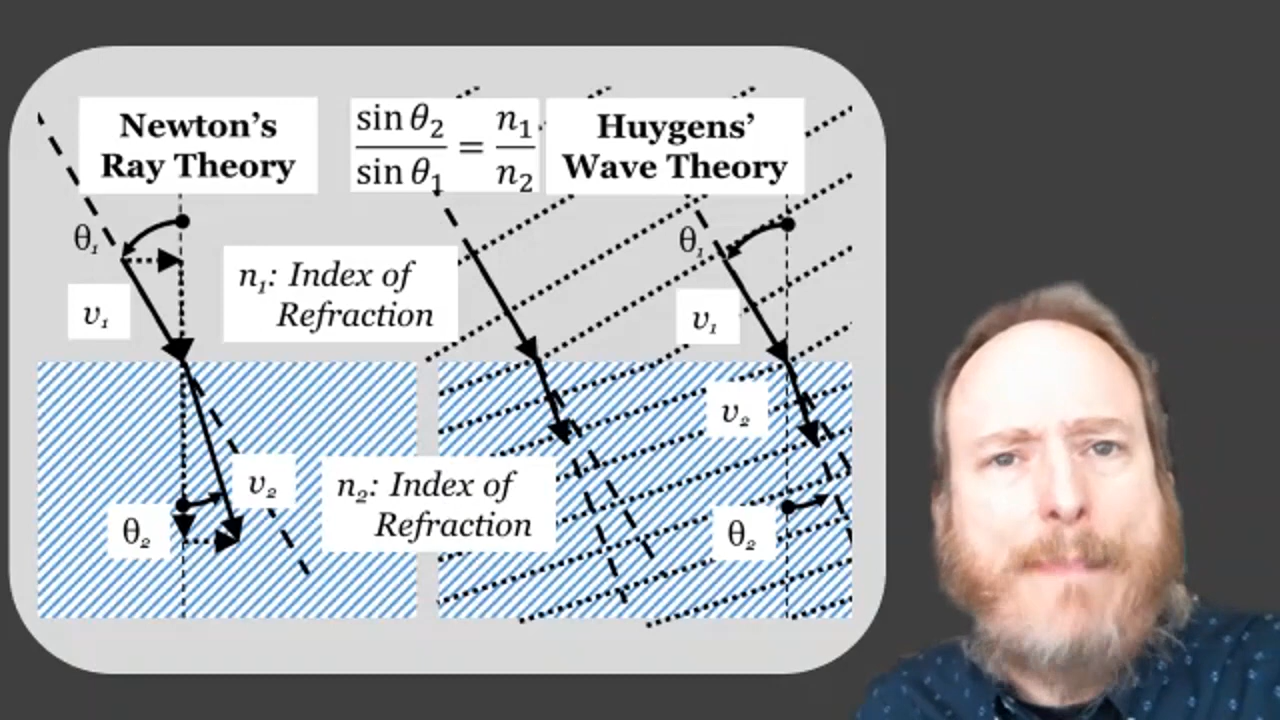 Newton's
Ray Theory
sin θ₂ / sin θ₁ = n₁ / n₂
Huygens'
Wave Theory
θ₁
v₁
n₁: Index of
Refraction
θ₁
v₁
v₂
θ₂
n₂: Index of
Refraction
v₂
θ₂